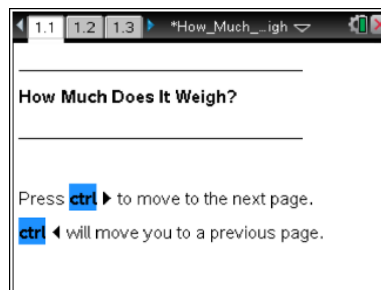 1.1 1.2 1.3 *How_Much_...igh
How Much Does It Weigh?
Press ctrl ▶ to move to the next page.
ctrl ◀ will move you to a previous page.